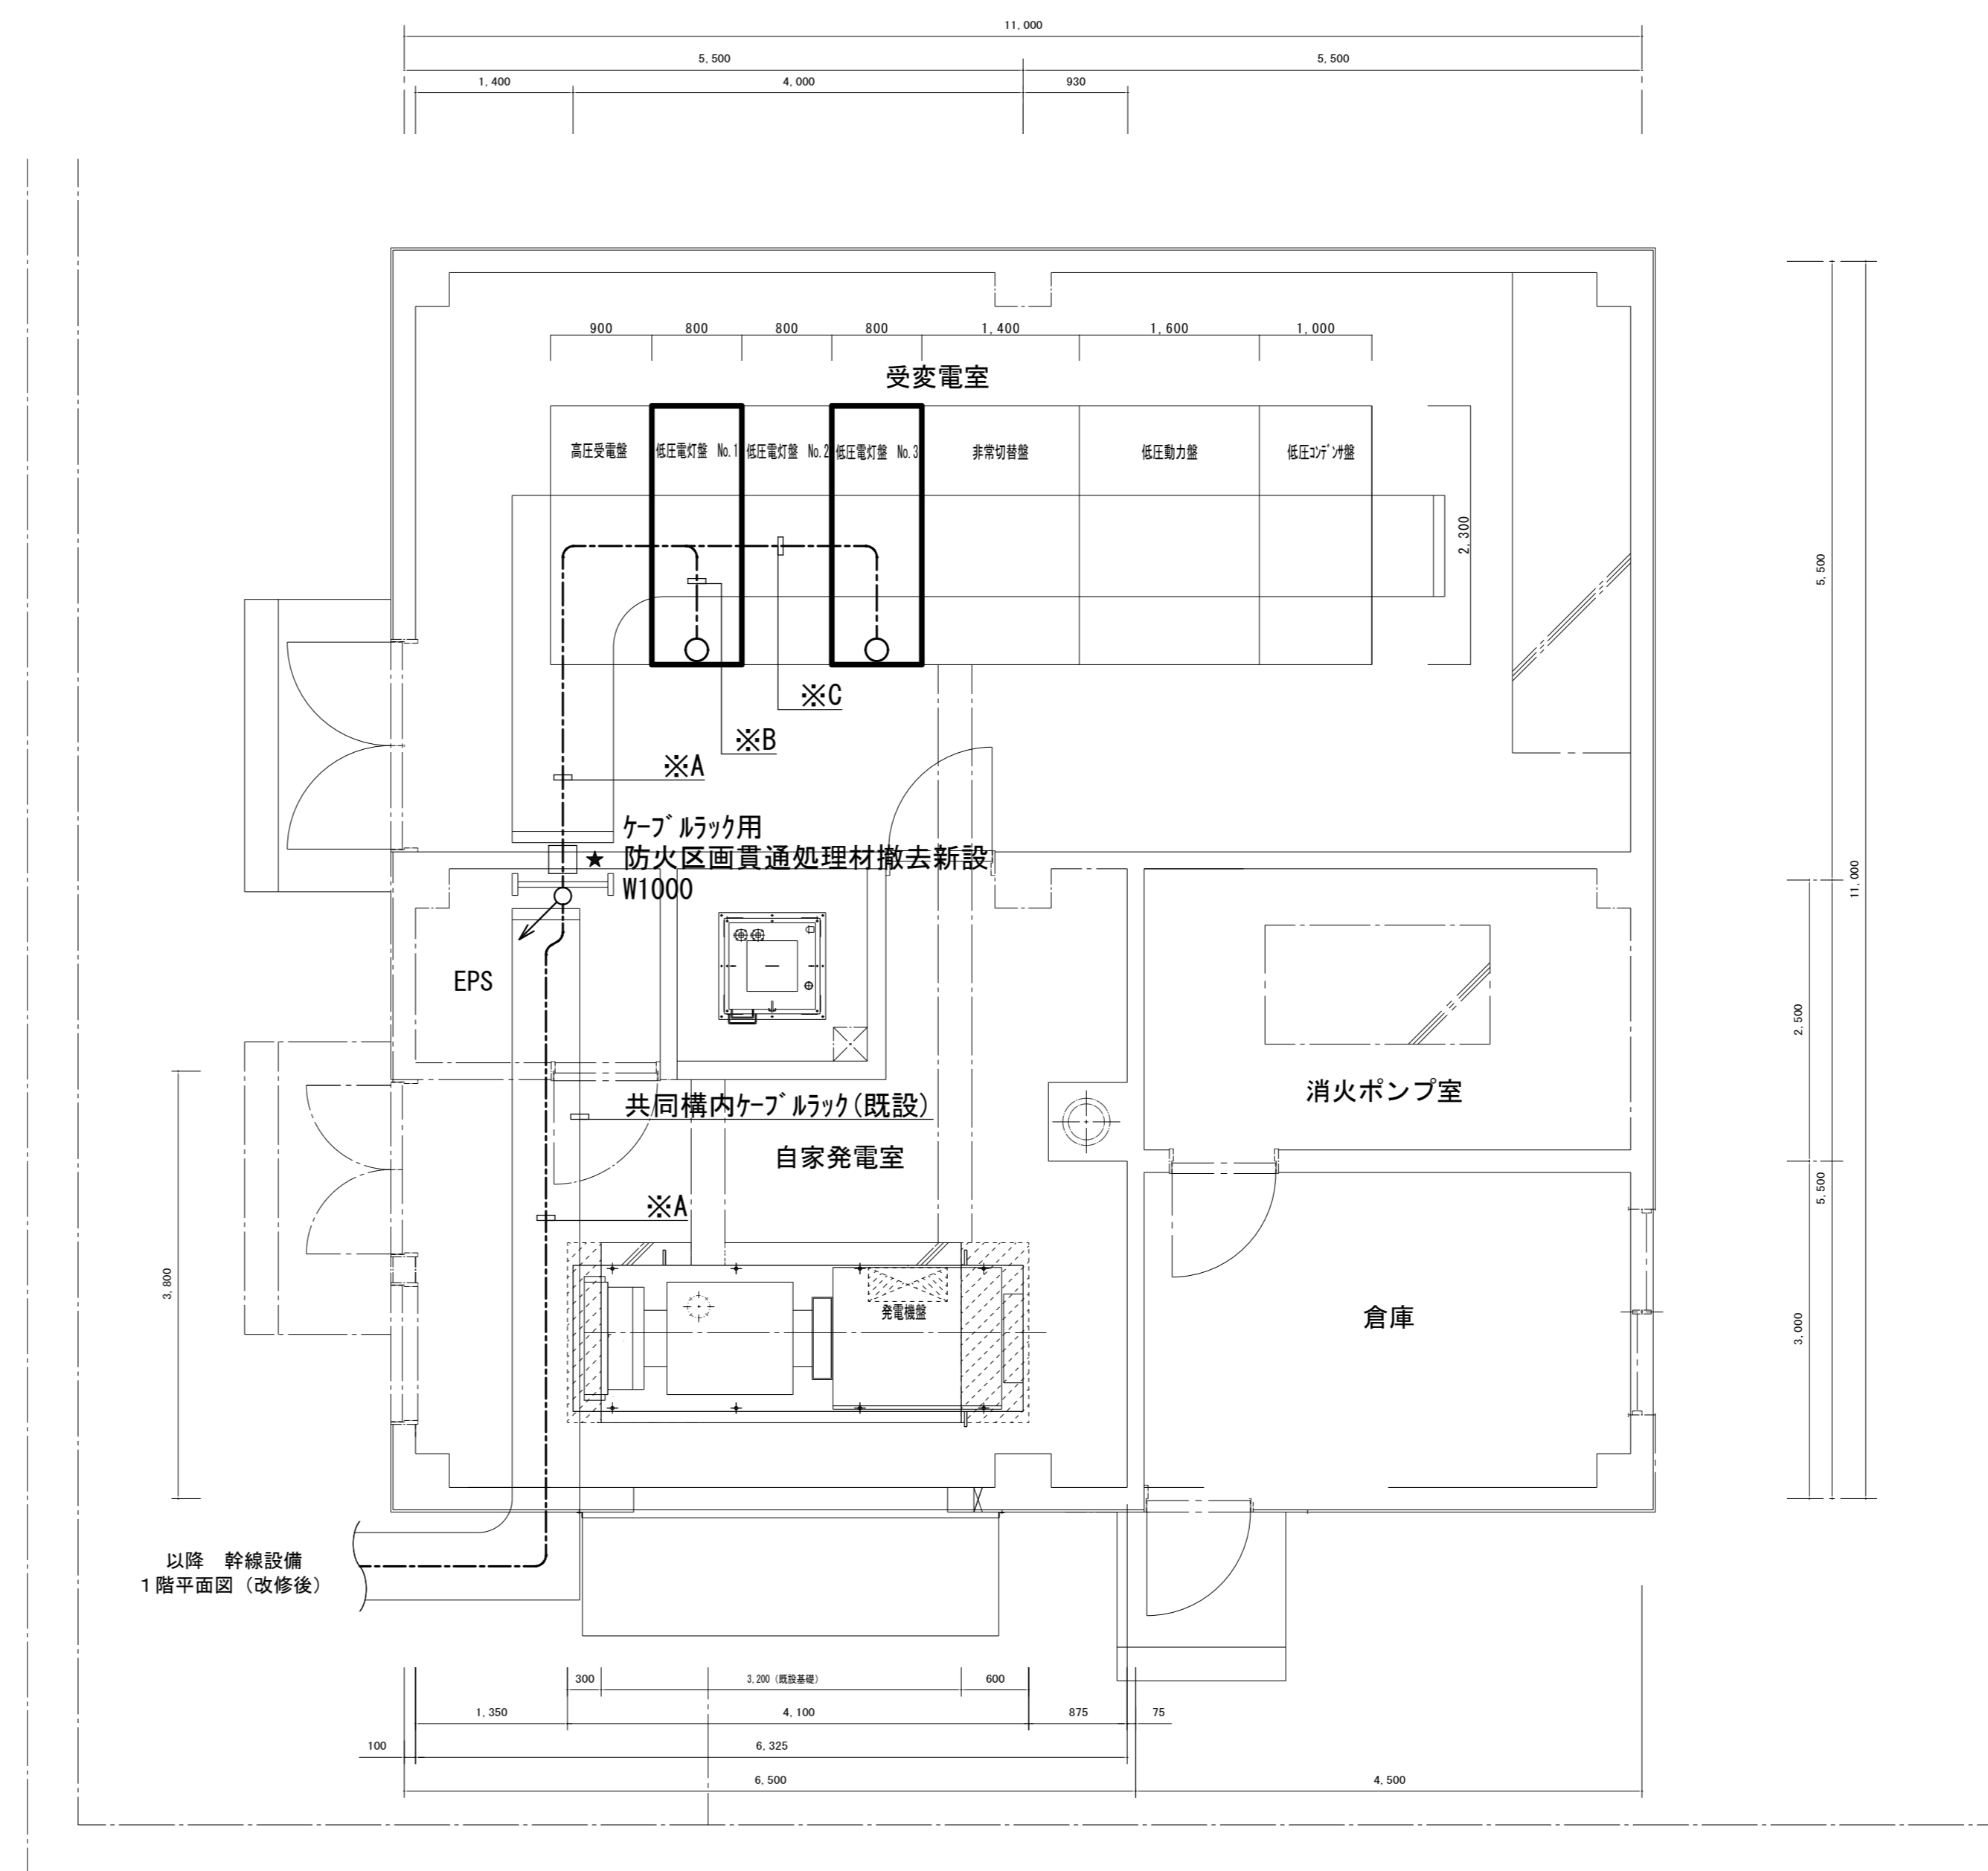 11,000
5,500
5,500
1,400
4,000
930
900
800
800
800
1,400
1,600
1,000
受変電室
高圧受電盤
低圧電灯盤 No.1
低圧電灯盤 No.2
低圧電灯盤 No.3
非常切替盤
低圧動力盤
低圧ｺﾝﾃﾞﾝｻ盤
2,300
5,500
※C
※B
※A
ｹｰﾌﾞﾙﾗｯｸ用
★ 防火区画貫通処理材撤去新設
W1000
11,000
EPS
2,500
消火ポンプ室
共同構内ｹｰﾌﾞﾙﾗｯｸ(既設)
自家発電室
5,500
※A
3,800
発電機盤
倉庫
3,000
以降 幹線設備
１階平面図（改修後）
300
3,200（既設基礎）
600
1,350
4,100
875
75
100
6,325
6,500
4,500